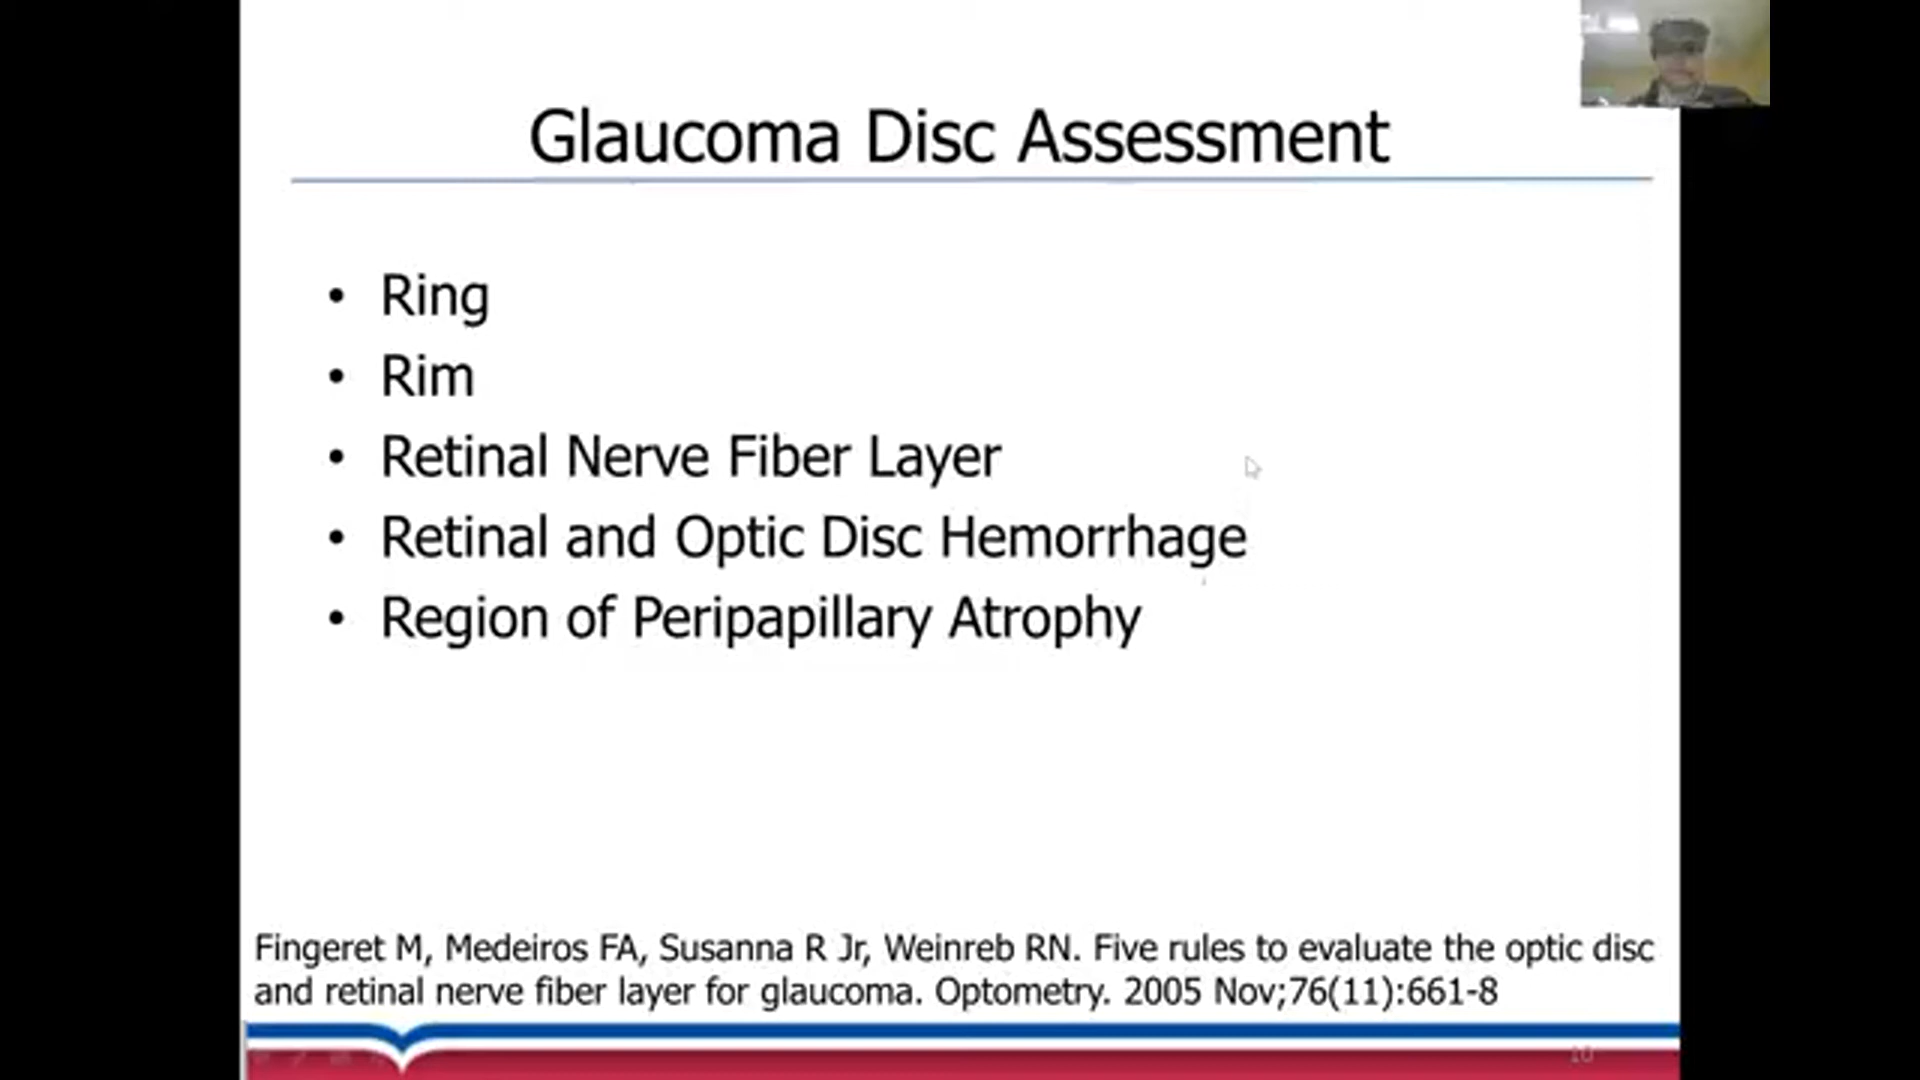 Glaucoma Disc Assessment
• Ring
• Rim
• Retinal Nerve Fiber Layer
• Retinal and Optic Disc Hemorrhage
• Region of Peripapillary Atrophy
Fingeret M, Medeiros FA, Susanna R Jr, Weinreb RN. Five rules to evaluate the optic disc
and retinal nerve fiber layer for glaucoma. Optometry. 2005 Nov;76(11):661-8
10